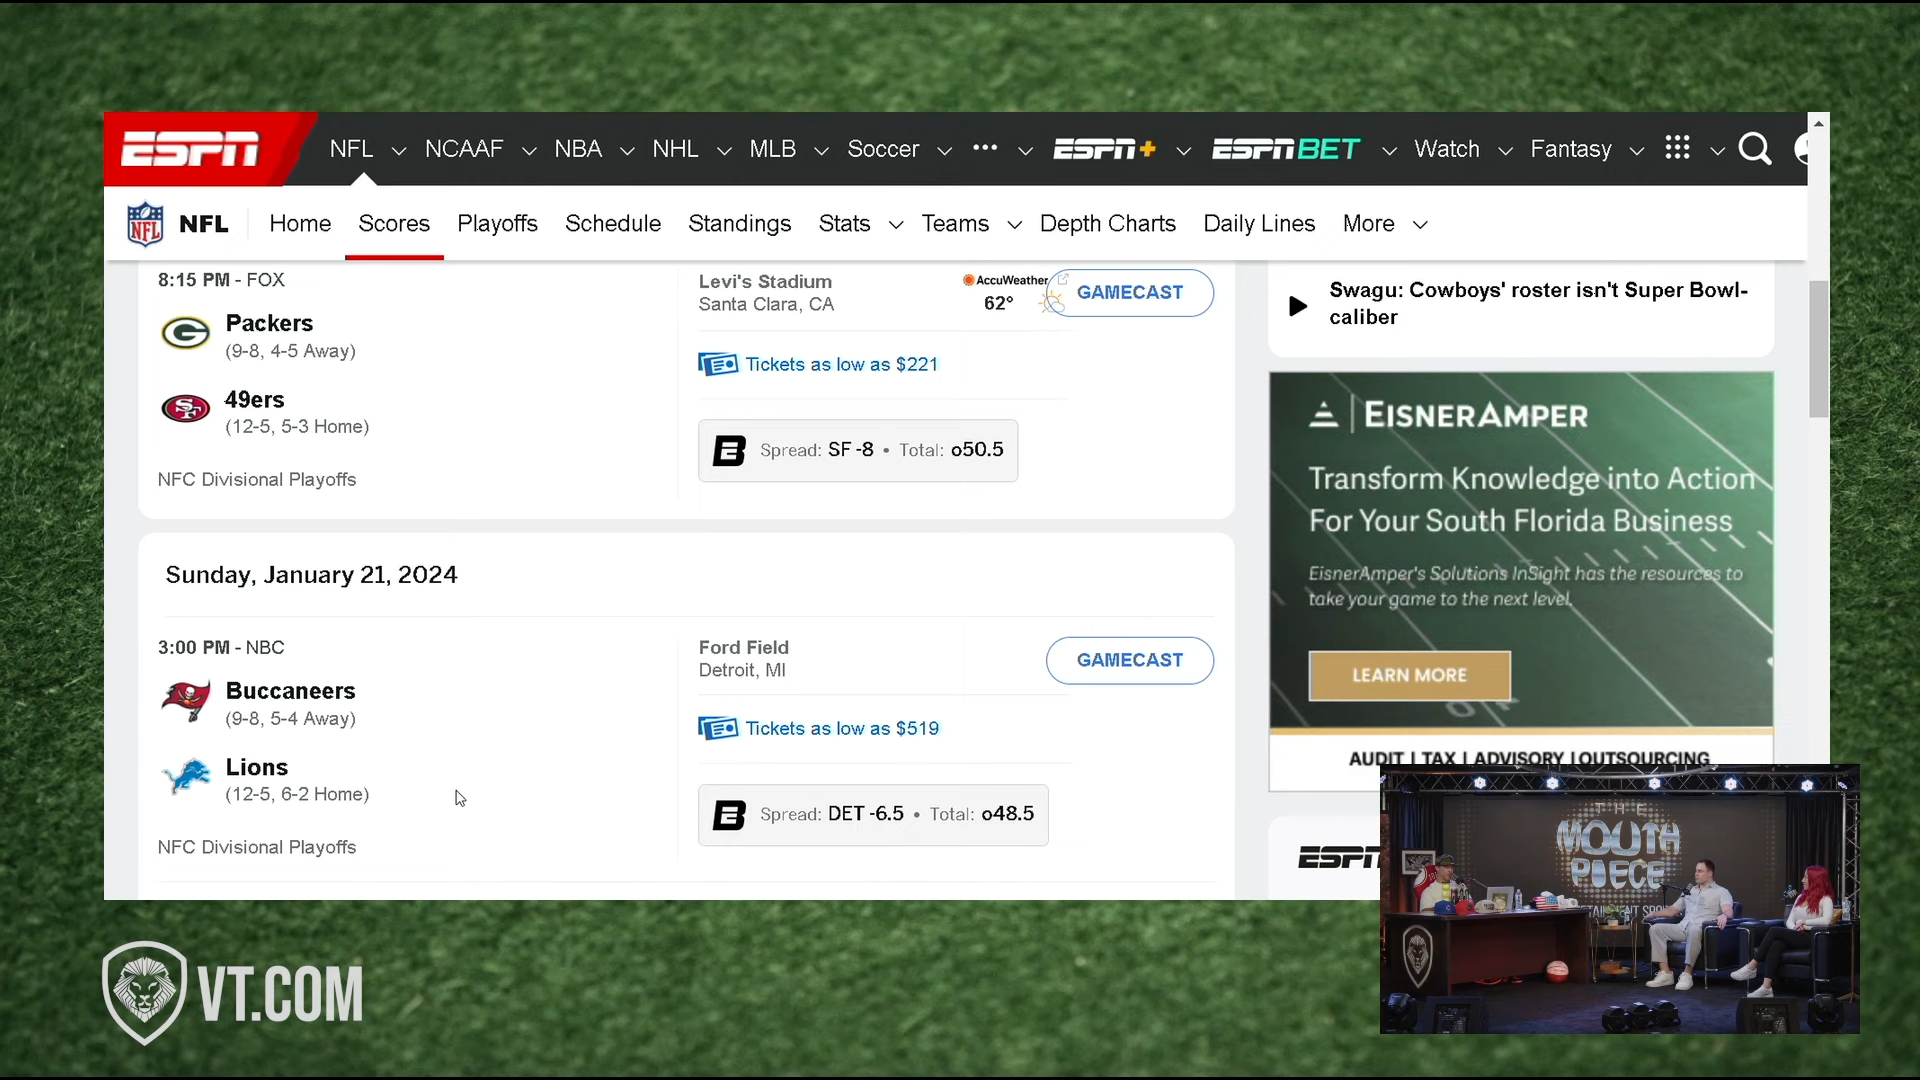 ESPN
NFL NCAAF NBA NHL MLB Soccer ••• ESPN+ ESPN BET Watch Fantasy
NFL
NFL Home Scores Playoffs Schedule Standings Stats Teams Depth Charts Daily Lines More
8:15 PM - FOX
Packers
(9-8, 4-5 Away)
SF
49ers
(12-5, 5-3 Home)
NFC Divisional Playoffs
Levi's Stadium
Santa Clara, CA
AccuWeather
62°
GAMECAST
Tickets as low as $221
Spread: SF -8 • Total: o50.5
Sunday, January 21, 2024
3:00 PM - NBC
Buccaneers
(9-8, 5-4 Away)
Lions
(12-5, 6-2 Home)
NFC Divisional Playoffs
Ford Field
Detroit, MI
GAMECAST
Tickets as low as $519
Spread: DET -6.5 • Total: o48.5
Swagu: Cowboys' roster isn't Super Bowl-
caliber
EISNERAMPER
Transform Knowledge into Action
For Your South Florida Business
EisnerAmper's Solutions InSight has the resources to
take your game to the next level.
LEARN MORE
AUDIT | TAX | ADVISORY | OUTSOURCING
ESPN
THE
MOUTH
PIECE
VT.COM